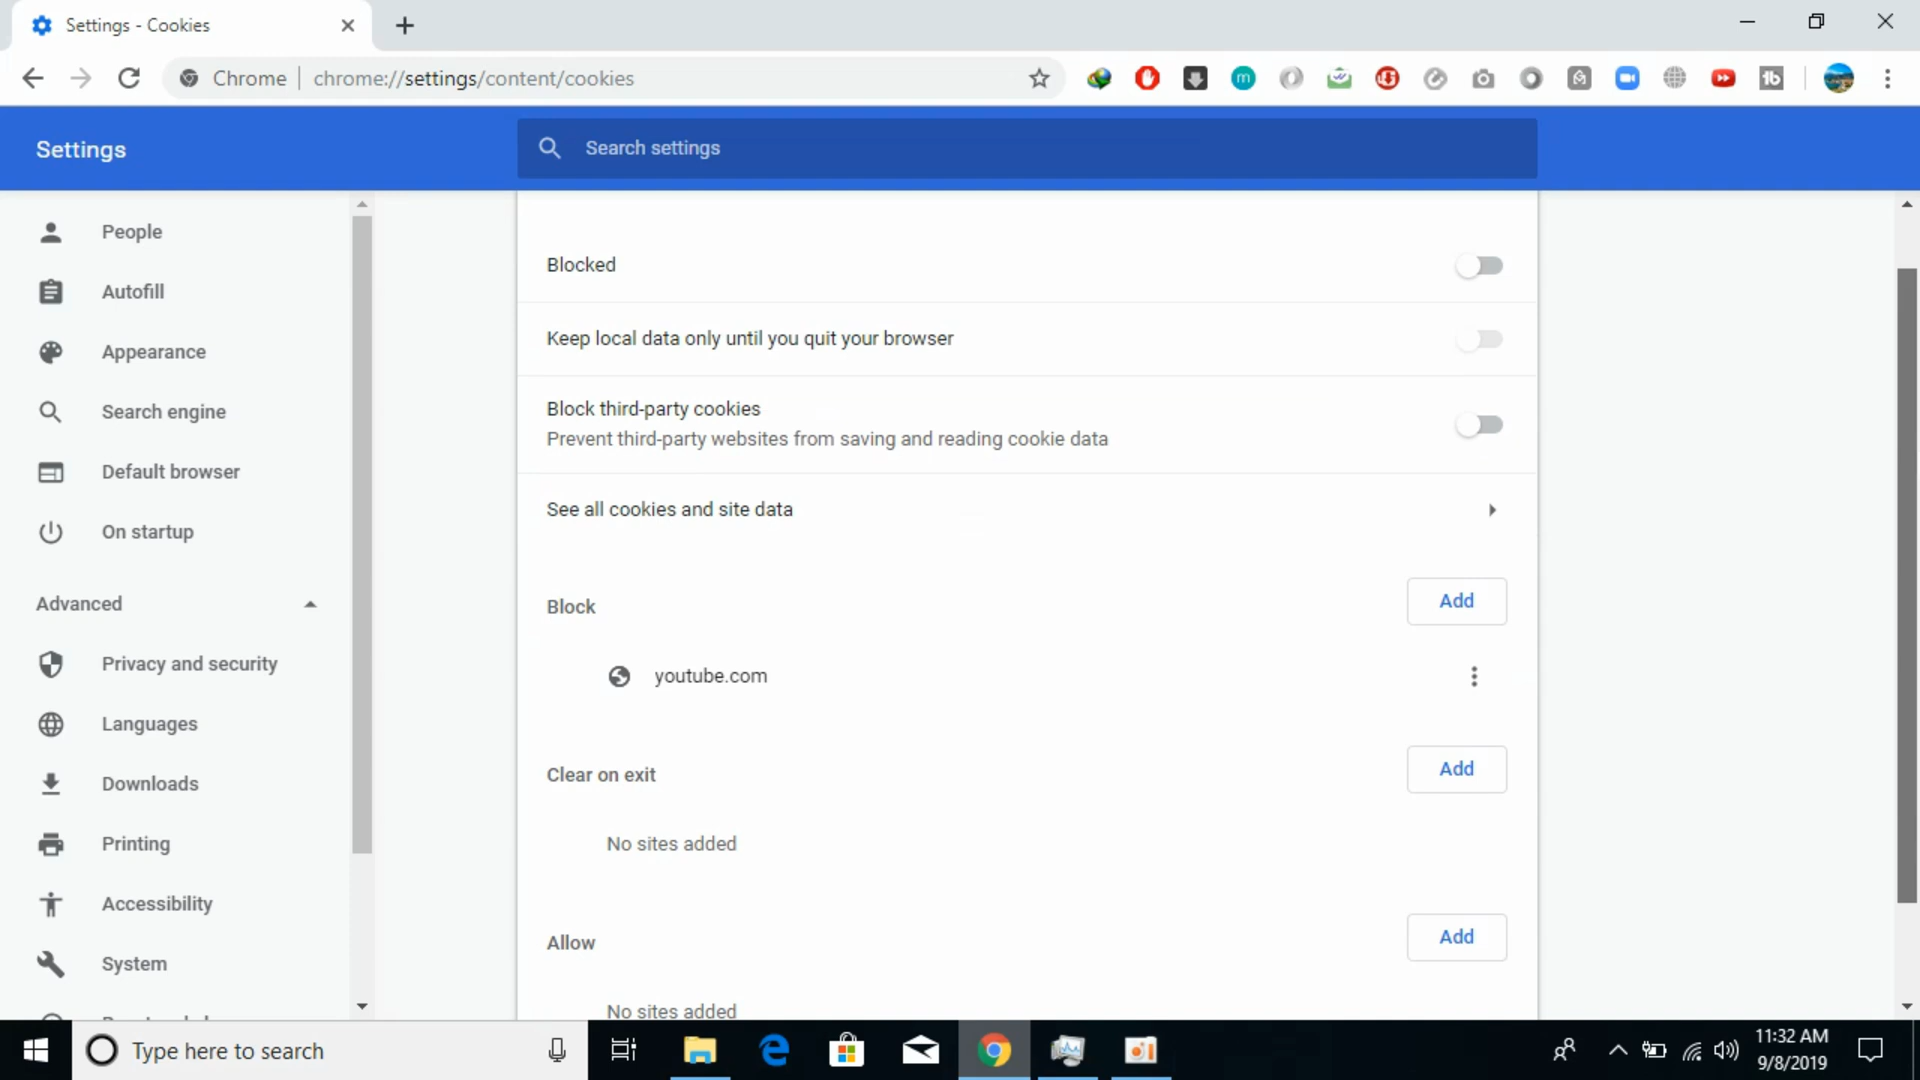 Settings - Cookies
Chrome | chrome://settings/content/cookies
Settings
Search settings
People
Autofill
Appearance
Search engine
Default browser
On startup
Advanced
Privacy and security
Languages
Downloads
Printing
Accessibility
System
Blocked
Keep local data only until you quit your browser
Block third-party cookies
Prevent third-party websites from saving and reading cookie data
See all cookies and site data
Block
Add
youtube.com
Clear on exit
Add
No sites added
Allow
Add
No sites added
Type here to search
11:32 AM
9/8/2019